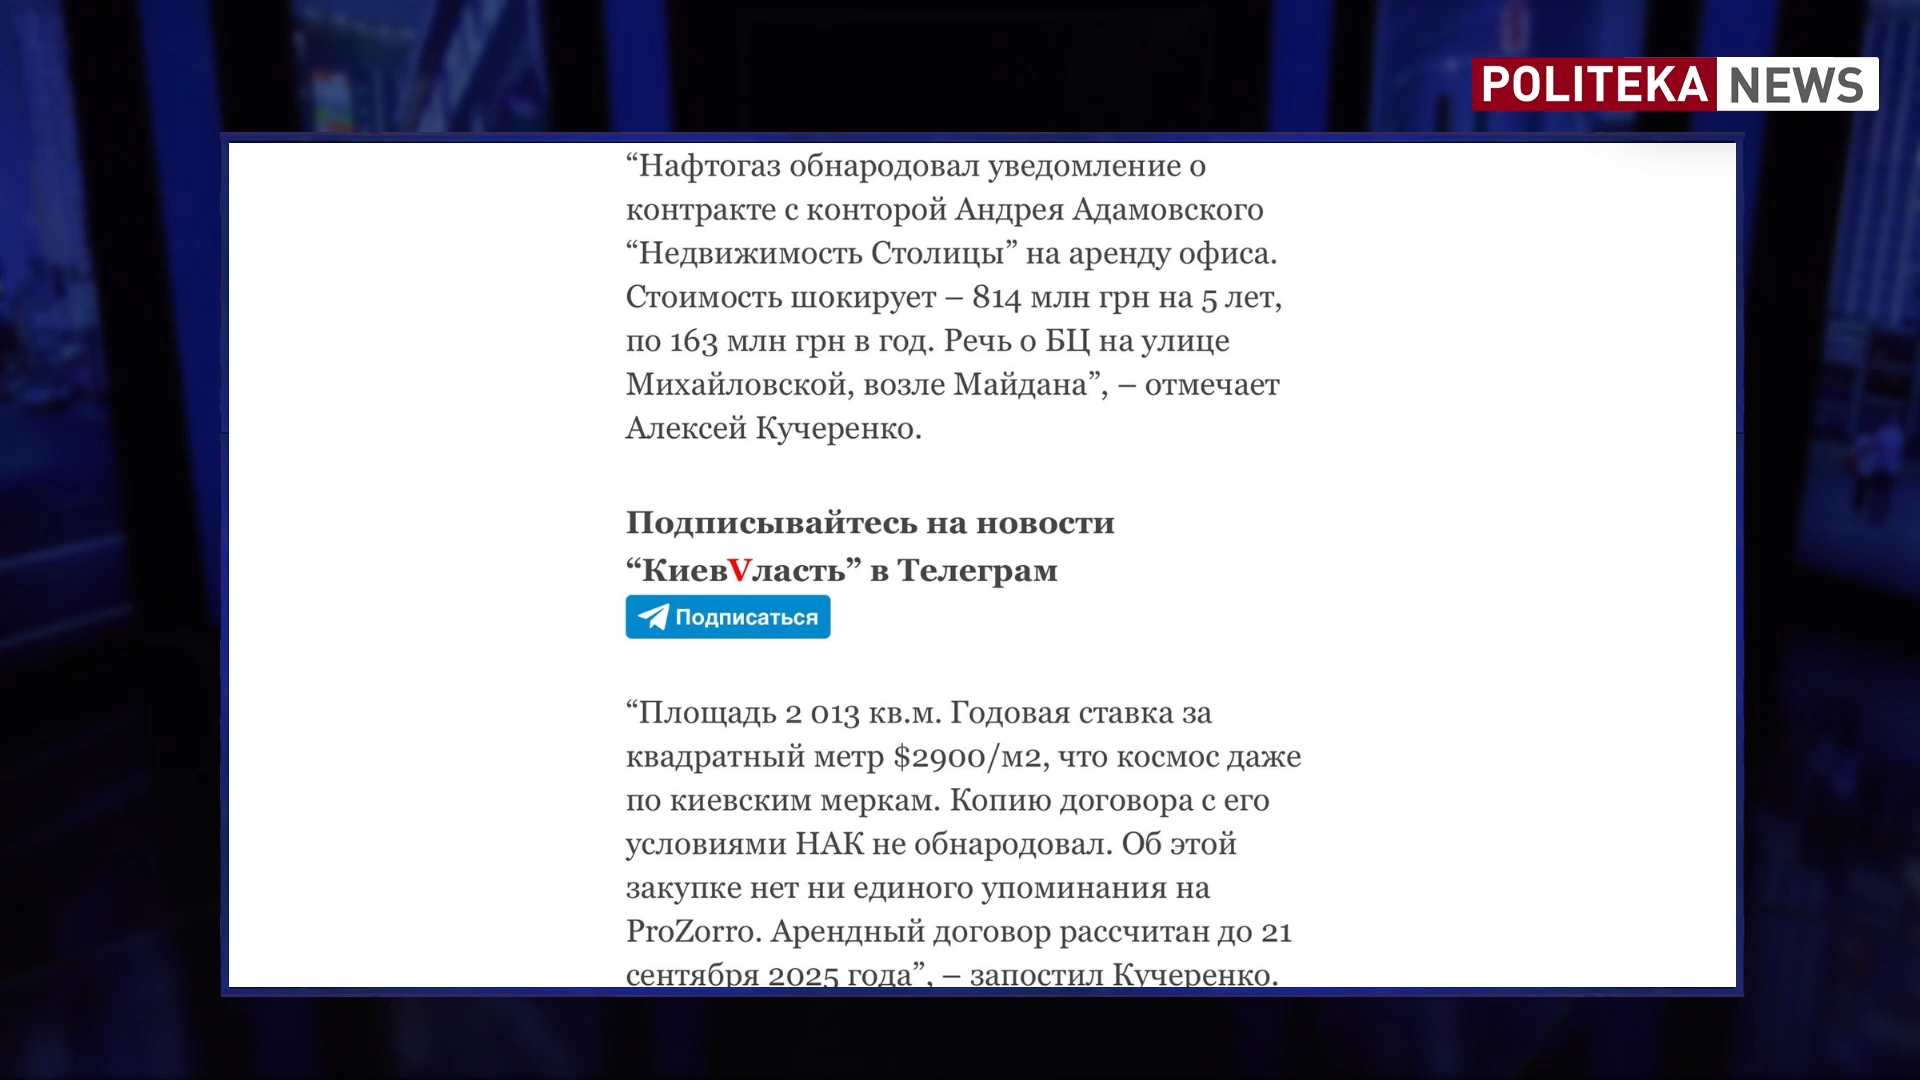 POLITEKA NEWS
“Нафтогаз обнародовал уведомление о
контракте с конторой Андрея Адамовского
“Недвижимость Столицы” на аренду офиса.
Стоимость шокирует – 814 млн грн на 5 лет,
по 163 млн грн в год. Речь о БЦ на улице
Михайловской, возле Майдана”, – отмечает
Алексей Кучеренко.
Подписывайтесь на новости
“КиевVласть” в Телеграм
Подписаться
“Площадь 2 013 кв.м. Годовая ставка за
квадратный метр $2900/м2, что космос даже
по киевским меркам. Копию договора с его
условиями НАК не обнародовал. Об этой
закупке нет ни единого упоминания на
ProZorro. Арендный договор рассчитан до 21
сентября 2025 года”, – запостил Кучеренко.